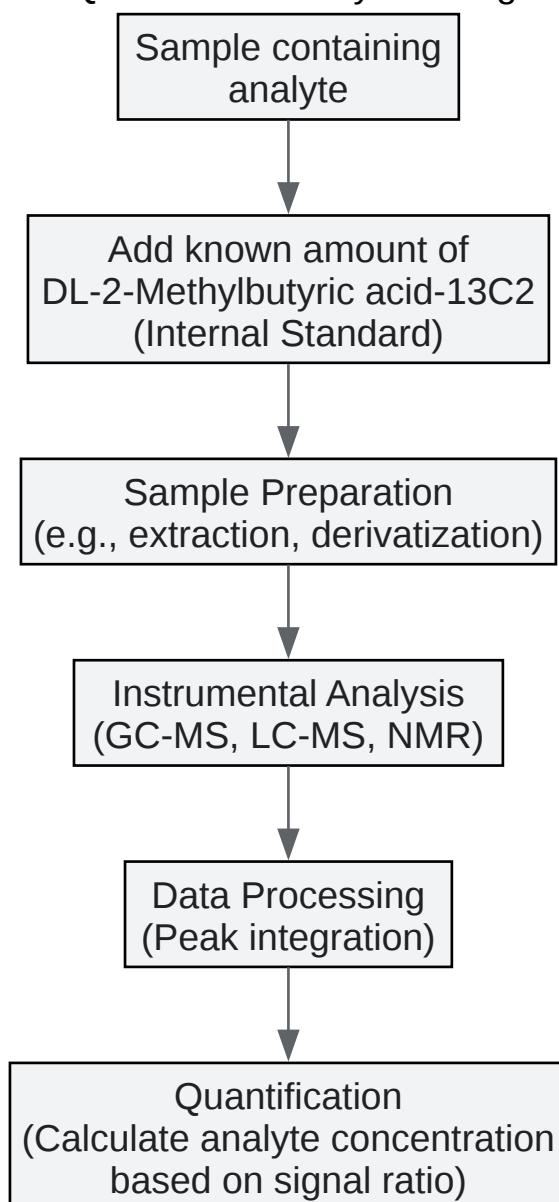 Sample containing
analyte
Add known amount of
DL-2-Methylbutyric acid-13C2
(Internal Standard)
Sample Preparation
(e.g., extraction, derivatization)
Instrumental Analysis
(GC-MS, LC-MS, NMR)
Data Processing
(Peak integration)
Quantification
(Calculate analyte concentration
based on signal ratio)